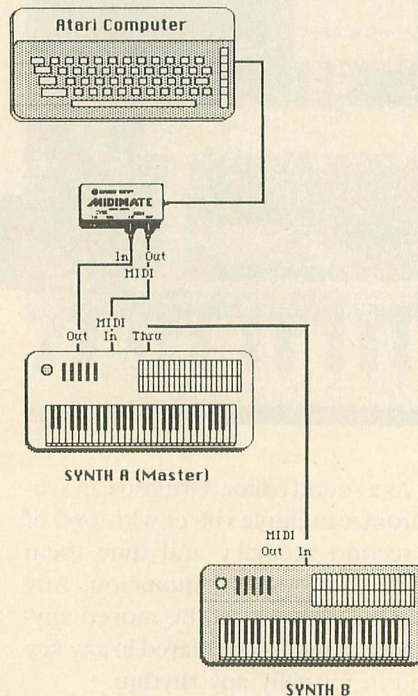 Atari Computer
MIDIMATE
In Out
MIDI
MIDI
Out In Thru
SYNTH A (Master)
MIDI
Out In
SYNTH B